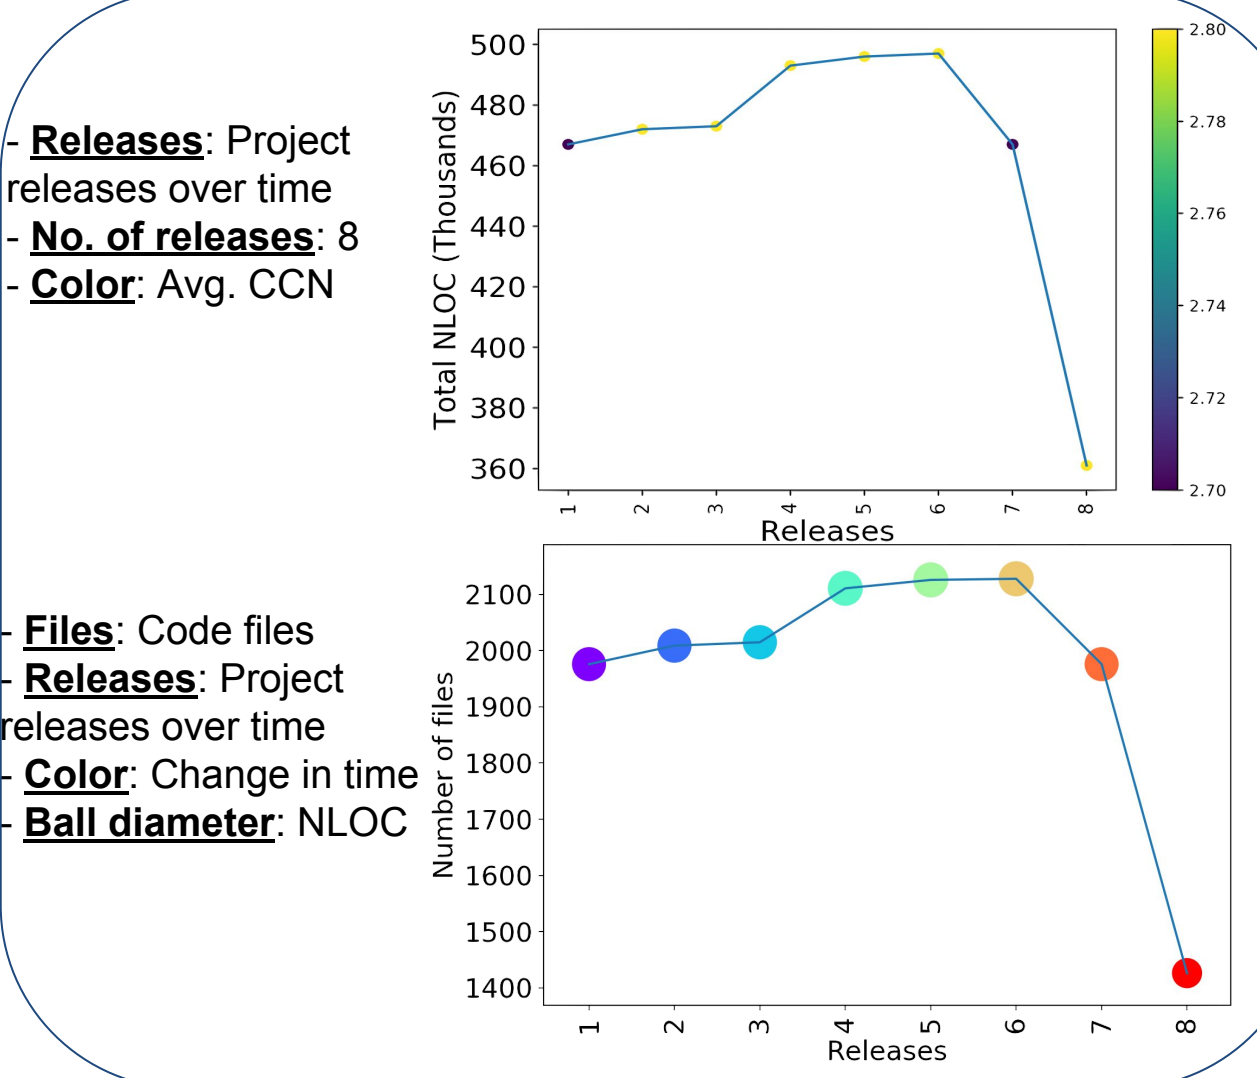 - Releases: Project
releases over time
- No. of releases: 8
- Color: Avg. CCN
Total NLOC (Thousands)
500
480
460
440
420
400
380
360
1 2 3 4 5 6 7 8
Releases
2.80
2.78
2.76
2.74
2.72
2.70
- Files: Code files
- Releases: Project
releases over time
- Color: Change in time
- Ball diameter: NLOC
Number of files
2100
2000
1900
1800
1700
1600
1500
1400
1 2 3 4 5 6 7 8
Releases